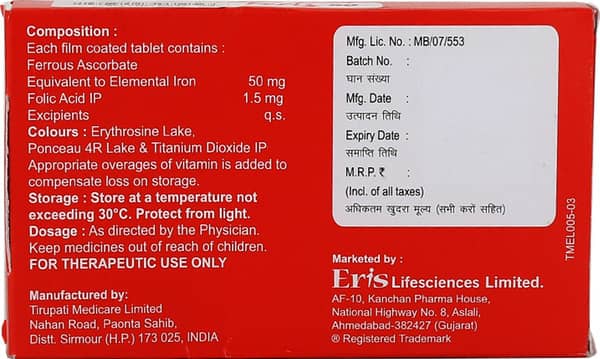 Composition :
Each film coated tablet contains :
Ferrous Ascorbate
Equivalent to Elemental Iron 50 mg
Folic Acid IP 1.5 mg
Excipients q.s.
Colours : Erythrosine Lake,
Ponceau 4R Lake & Titanium Dioxide IP
Appropriate overages of vitamin is added to
compensate loss on storage.
Storage : Store at a temperature not
exceeding 30°C. Protect from light.
Dosage : As directed by the Physician.
Keep medicines out of reach of children.
FOR THERAPEUTIC USE ONLY
Manufactured by:
Tirupati Medicare Limited
Nahan Road, Paonta Sahib,
Distt. Sirmour (H.P.) 173 025, INDIA
Mfg. Lic. No. : MB/07/553
Batch No. :
घान संख्या
Mfg. Date :
उत्पादन तिथि
Expiry Date :
समाप्ति तिथि
M.R.P. ₹ :
(Incl. of all taxes)
अधिकतम खुदरा मूल्य (सभी करों सहित)
TMEL005-03
Marketed by :
Eris Lifesciences Limited.
AF-10, Kanchan Pharma House,
National Highway No. 8, Aslali,
Ahmedabad-382427 (Gujarat)
® Registered Trademark